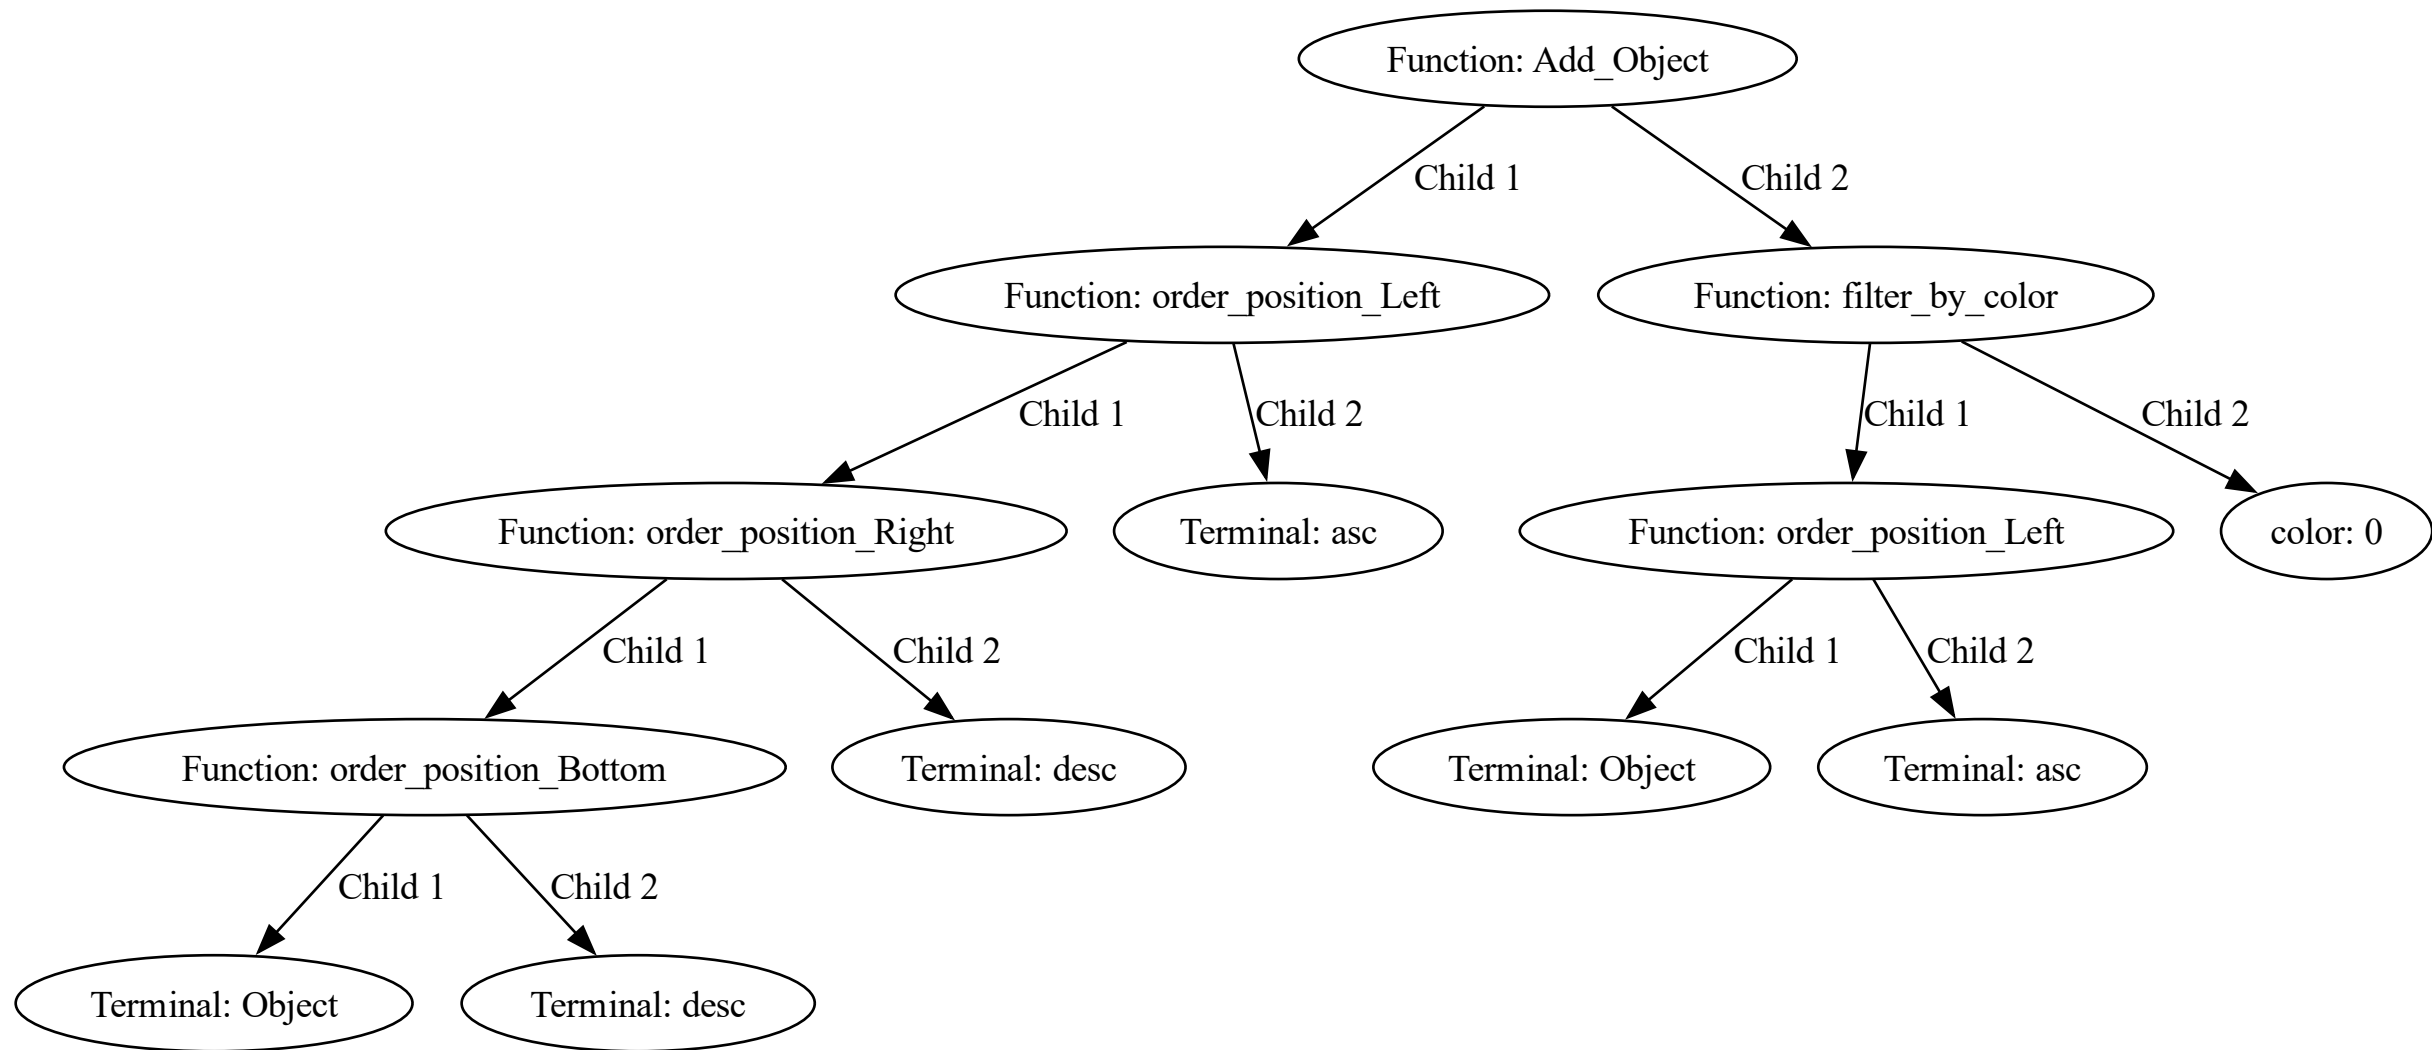 Function: Add_Object
Child 1
Child 2
Function: order_position_Left
Function: filter_by_color
Child 1
Child 2
Child 1
Child 2
Function: order_position_Right
Terminal: asc
Function: order_position_Left
color: 0
Child 1
Child 2
Child 1
Child 2
Function: order_position_Bottom
Terminal: desc
Terminal: Object
Terminal: asc
Child 1
Child 2
Terminal: Object
Terminal: desc